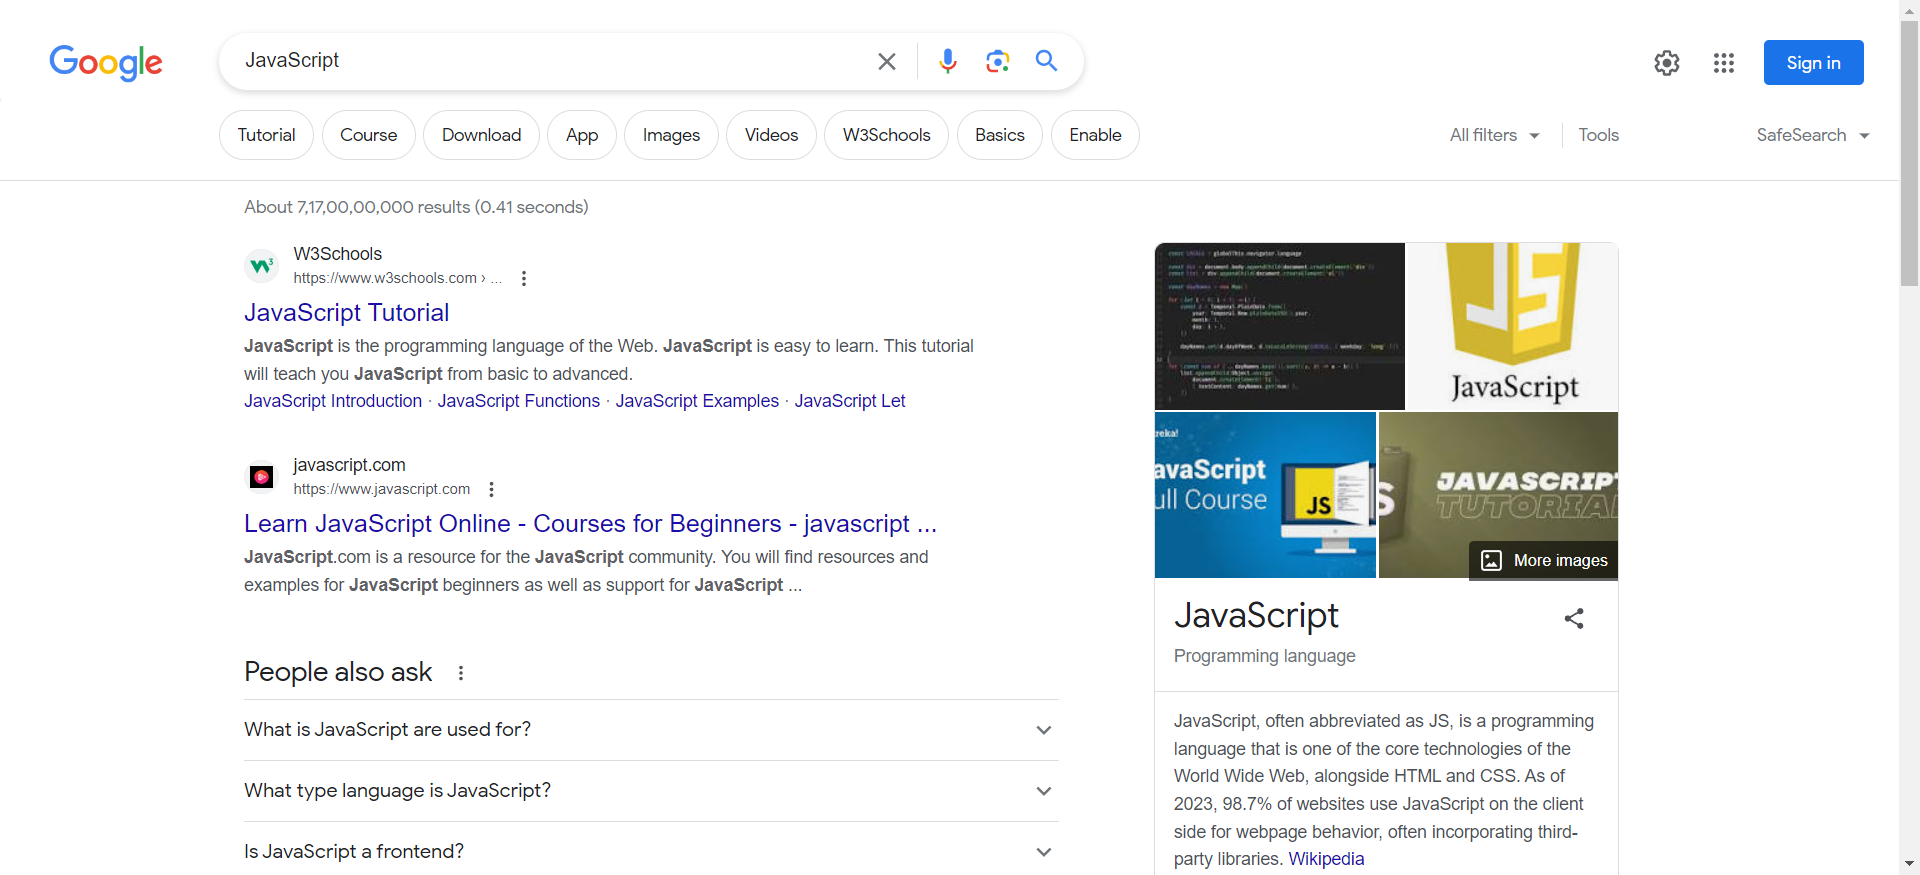 Google
JavaScript
Sign in
Tutorial
Course
Download
App
Images
Videos
W3Schools
Basics
Enable
All filters
Tools
SafeSearch
About 7,17,00,00,000 results (0.41 seconds)
W3Schools
https://www.w3schools.com › ...
JavaScript Tutorial
JavaScript is the programming language of the Web. JavaScript is easy to learn. This tutorial
will teach you JavaScript from basic to advanced.
JavaScript Introduction · JavaScript Functions · JavaScript Examples · JavaScript Let
javascript.com
https://www.javascript.com
Learn JavaScript Online - Courses for Beginners - javascript ...
JavaScript.com is a resource for the JavaScript community. You will find resources and
examples for JavaScript beginners as well as support for JavaScript ...
People also ask
What is JavaScript are used for?
What type language is JavaScript?
Is JavaScript a frontend?
JS
JavaScript
reka!
avaScript
ull Course
JS
S
JAVASCRIP
TUTORIAL
More images
JavaScript
Programming language
JavaScript, often abbreviated as JS, is a programming
language that is one of the core technologies of the
World Wide Web, alongside HTML and CSS. As of
2023, 98.7% of websites use JavaScript on the client
side for webpage behavior, often incorporating third-
party libraries. Wikipedia